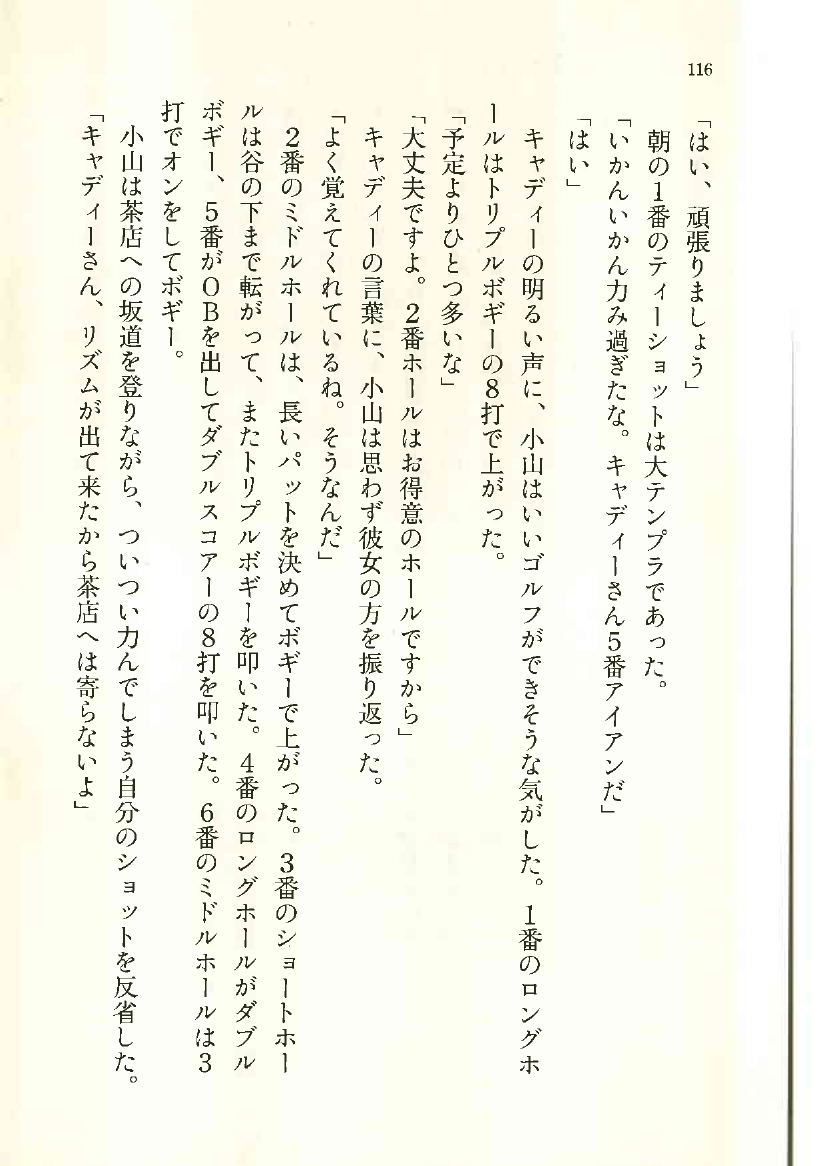 116
「はい、頑張りましょう」
朝の1番のティーショットは大テンプラであった。
「いかんいかん力み過ぎたな。キャディーさん5番アイアンだ」
「はい」
キャディーの明るい声に、小山はいいゴルフができそうな気がした。1番のロングホ
ールはトリプルボギーの8打で上がった。
「予定よりひとつ多いな」
「大丈夫ですよ。2番ホールはお得意のホールですから」
キャディーの言葉に、小山は思わず彼女の方を振り返った。
「よく覚えてくれているね。そうなんだ」
2番のミドルホールは、長いパットを決めてボギーで上がった。3番のショートホー
ルは谷の下まで転がって、またトリプルボギーを叩いた。4番のロングホールがダブル
ボギー、5番がOBを出してダブルスコアーの8打を叩いた。6番のミドルホールは3
打でオンをしてボギー。
小山は茶店への坂道を登りながら、ついつい力んでしまう自分のショットを反省した。
「キャディーさん、リズムが出て来たから茶店へは寄らないよ」